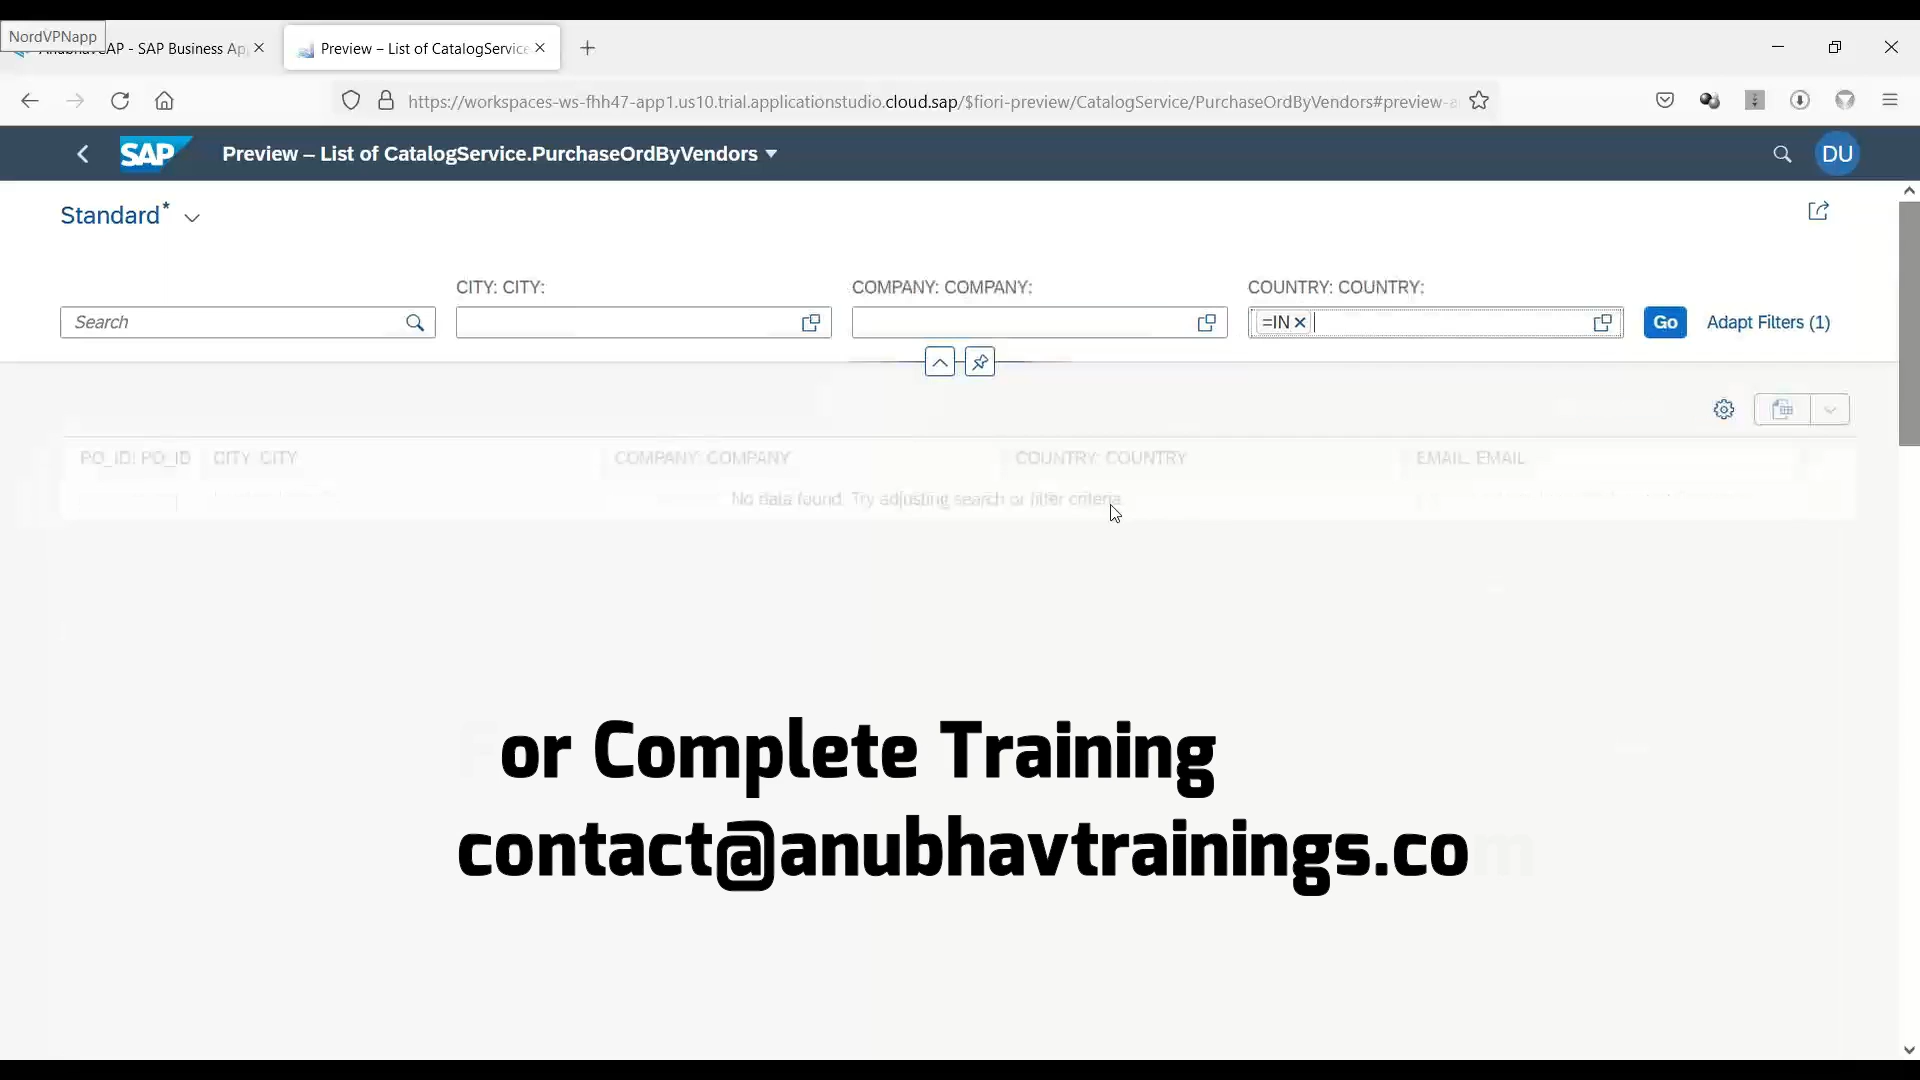 NordVPNapp
AP - SAP Business Ap
Preview – List of CatalogService
https://workspaces-ws-fhh47-app1.us10.trial.applicationstudio.cloud.sap/$fiori-preview/CatalogService/PurchaseOrdByVendors#preview-a
SAP
Preview – List of CatalogService.PurchaseOrdByVendors
DU
Standard*
CITY: CITY:
COMPANY: COMPANY:
COUNTRY: COUNTRY:
Search
=IN
Go
Adapt Filters (1)
PO_ID: PO_ID
CITY: CITY
COMPANY: COMPANY
COUNTRY: COUNTRY
EMAIL: EMAIL
No data found. Try adjusting search or filter criteria.
For Complete Training
contact@anubhavtrainings.com